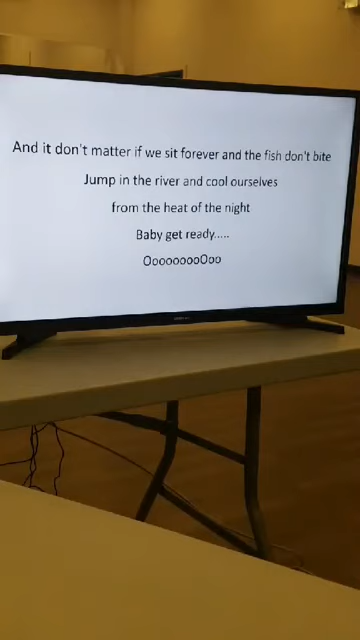 And it don't matter if we sit forever and the fish don't bite
Jump in the river and cool ourselves
from the heat of the night
Baby get ready.....
OoooooooOoo